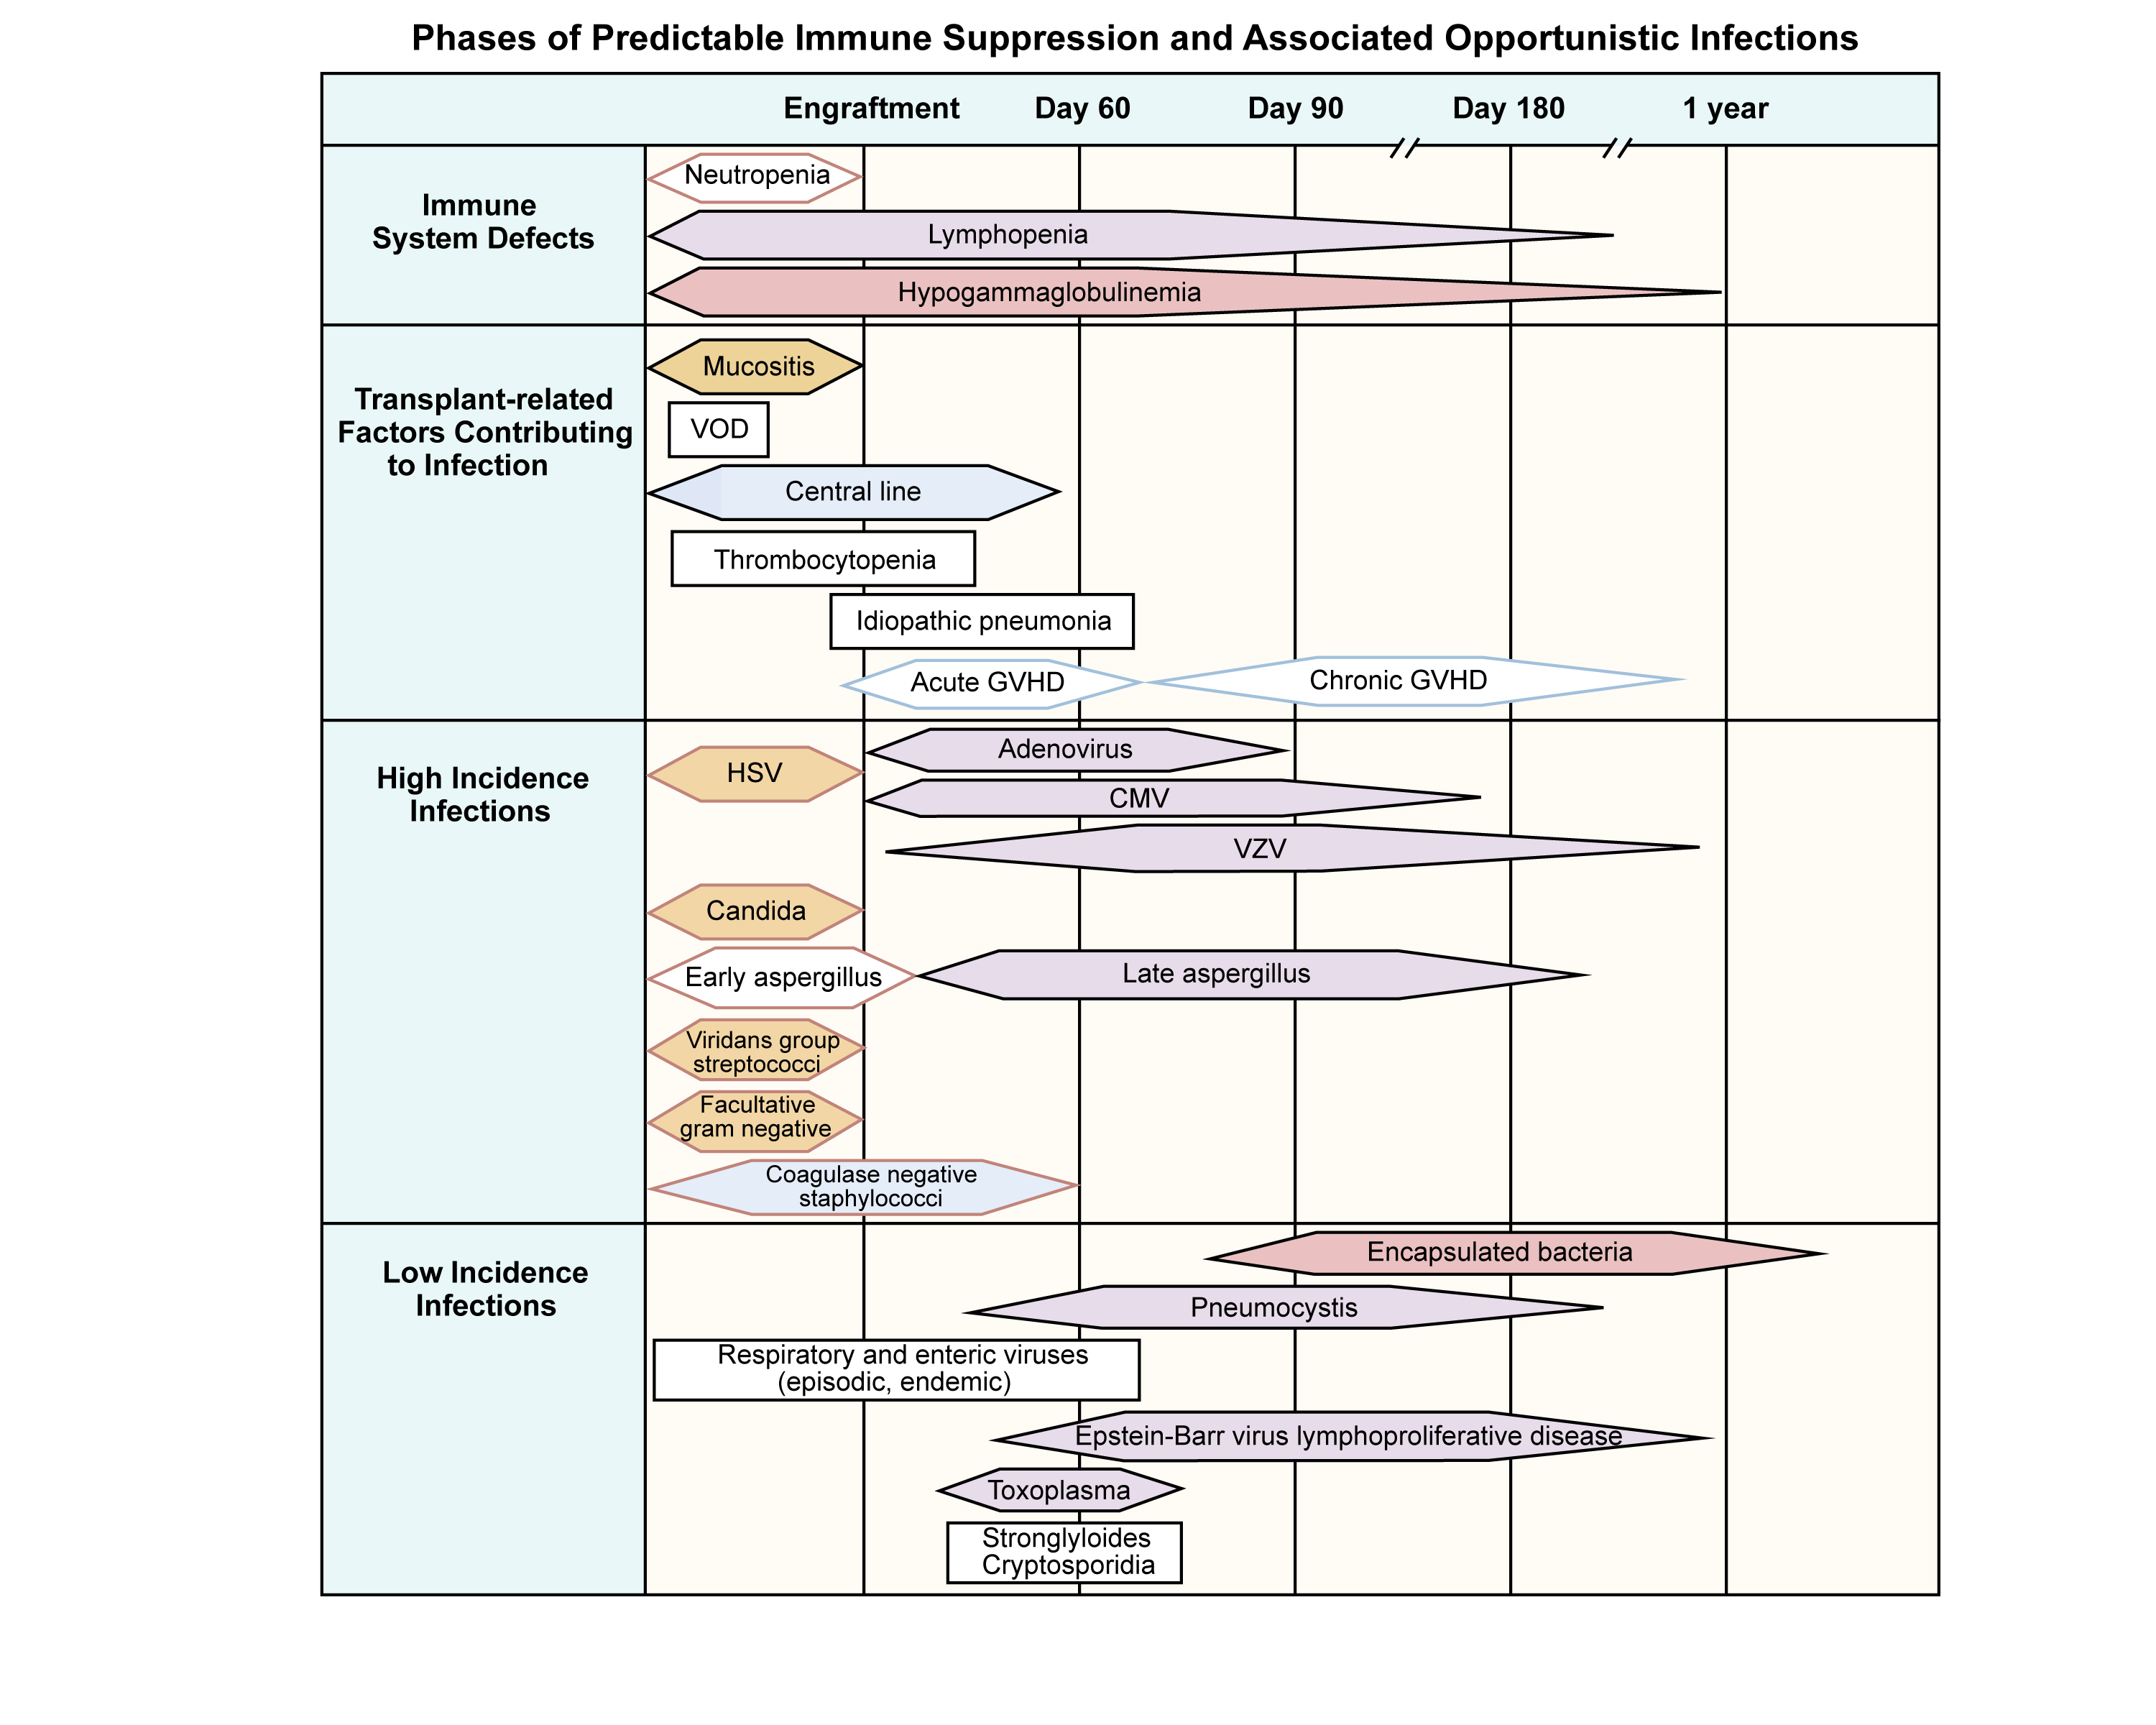 Phases of Predictable Immune Suppression and Associated Opportunistic Infections
Engraftment Day 60 Day 90 Day 180 1 year
Immune
System Defects
Neutropenia
Lymphopenia
Hypogammaglobulinemia
Transplant-related
Factors Contributing
to Infection
Mucositis
VOD
Central line
Thrombocytopenia
Idiopathic pneumonia
Acute GVHD
Chronic GVHD
High Incidence
Infections
Adenovirus
HSV
CMV
VZV
Candida
Early aspergillus
Late aspergillus
Viridans group
streptococci
Facultative
gram negative
Coagulase negative
staphylococci
Low Incidence
Infections
Encapsulated bacteria
Pneumocystis
Respiratory and enteric viruses
(episodic, endemic)
Epstein-Barr virus lymphoproliferative disease
Toxoplasma
Stronglyloides
Cryptosporidia